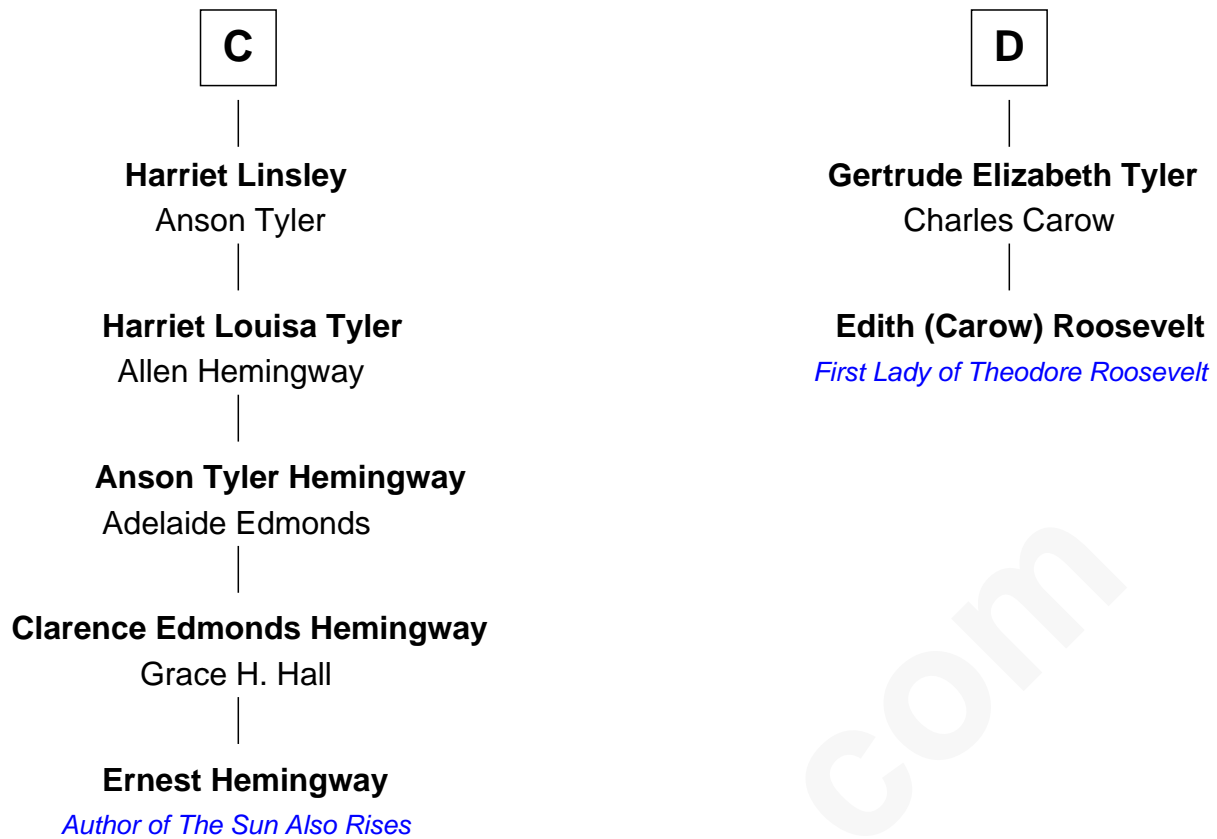 C
Harriet Linsley
Anson Tyler
Harriet Louisa Tyler
Allen Hemingway
Anson Tyler Hemingway
Adelaide Edmonds
Clarence Edmonds Hemingway
Grace H. Hall
Ernest Hemingway
Author of The Sun Also Rises
D
Gertrude Elizabeth Tyler
Charles Carow
Edith (Carow) Roosevelt
First Lady of Theodore Roosevelt
com